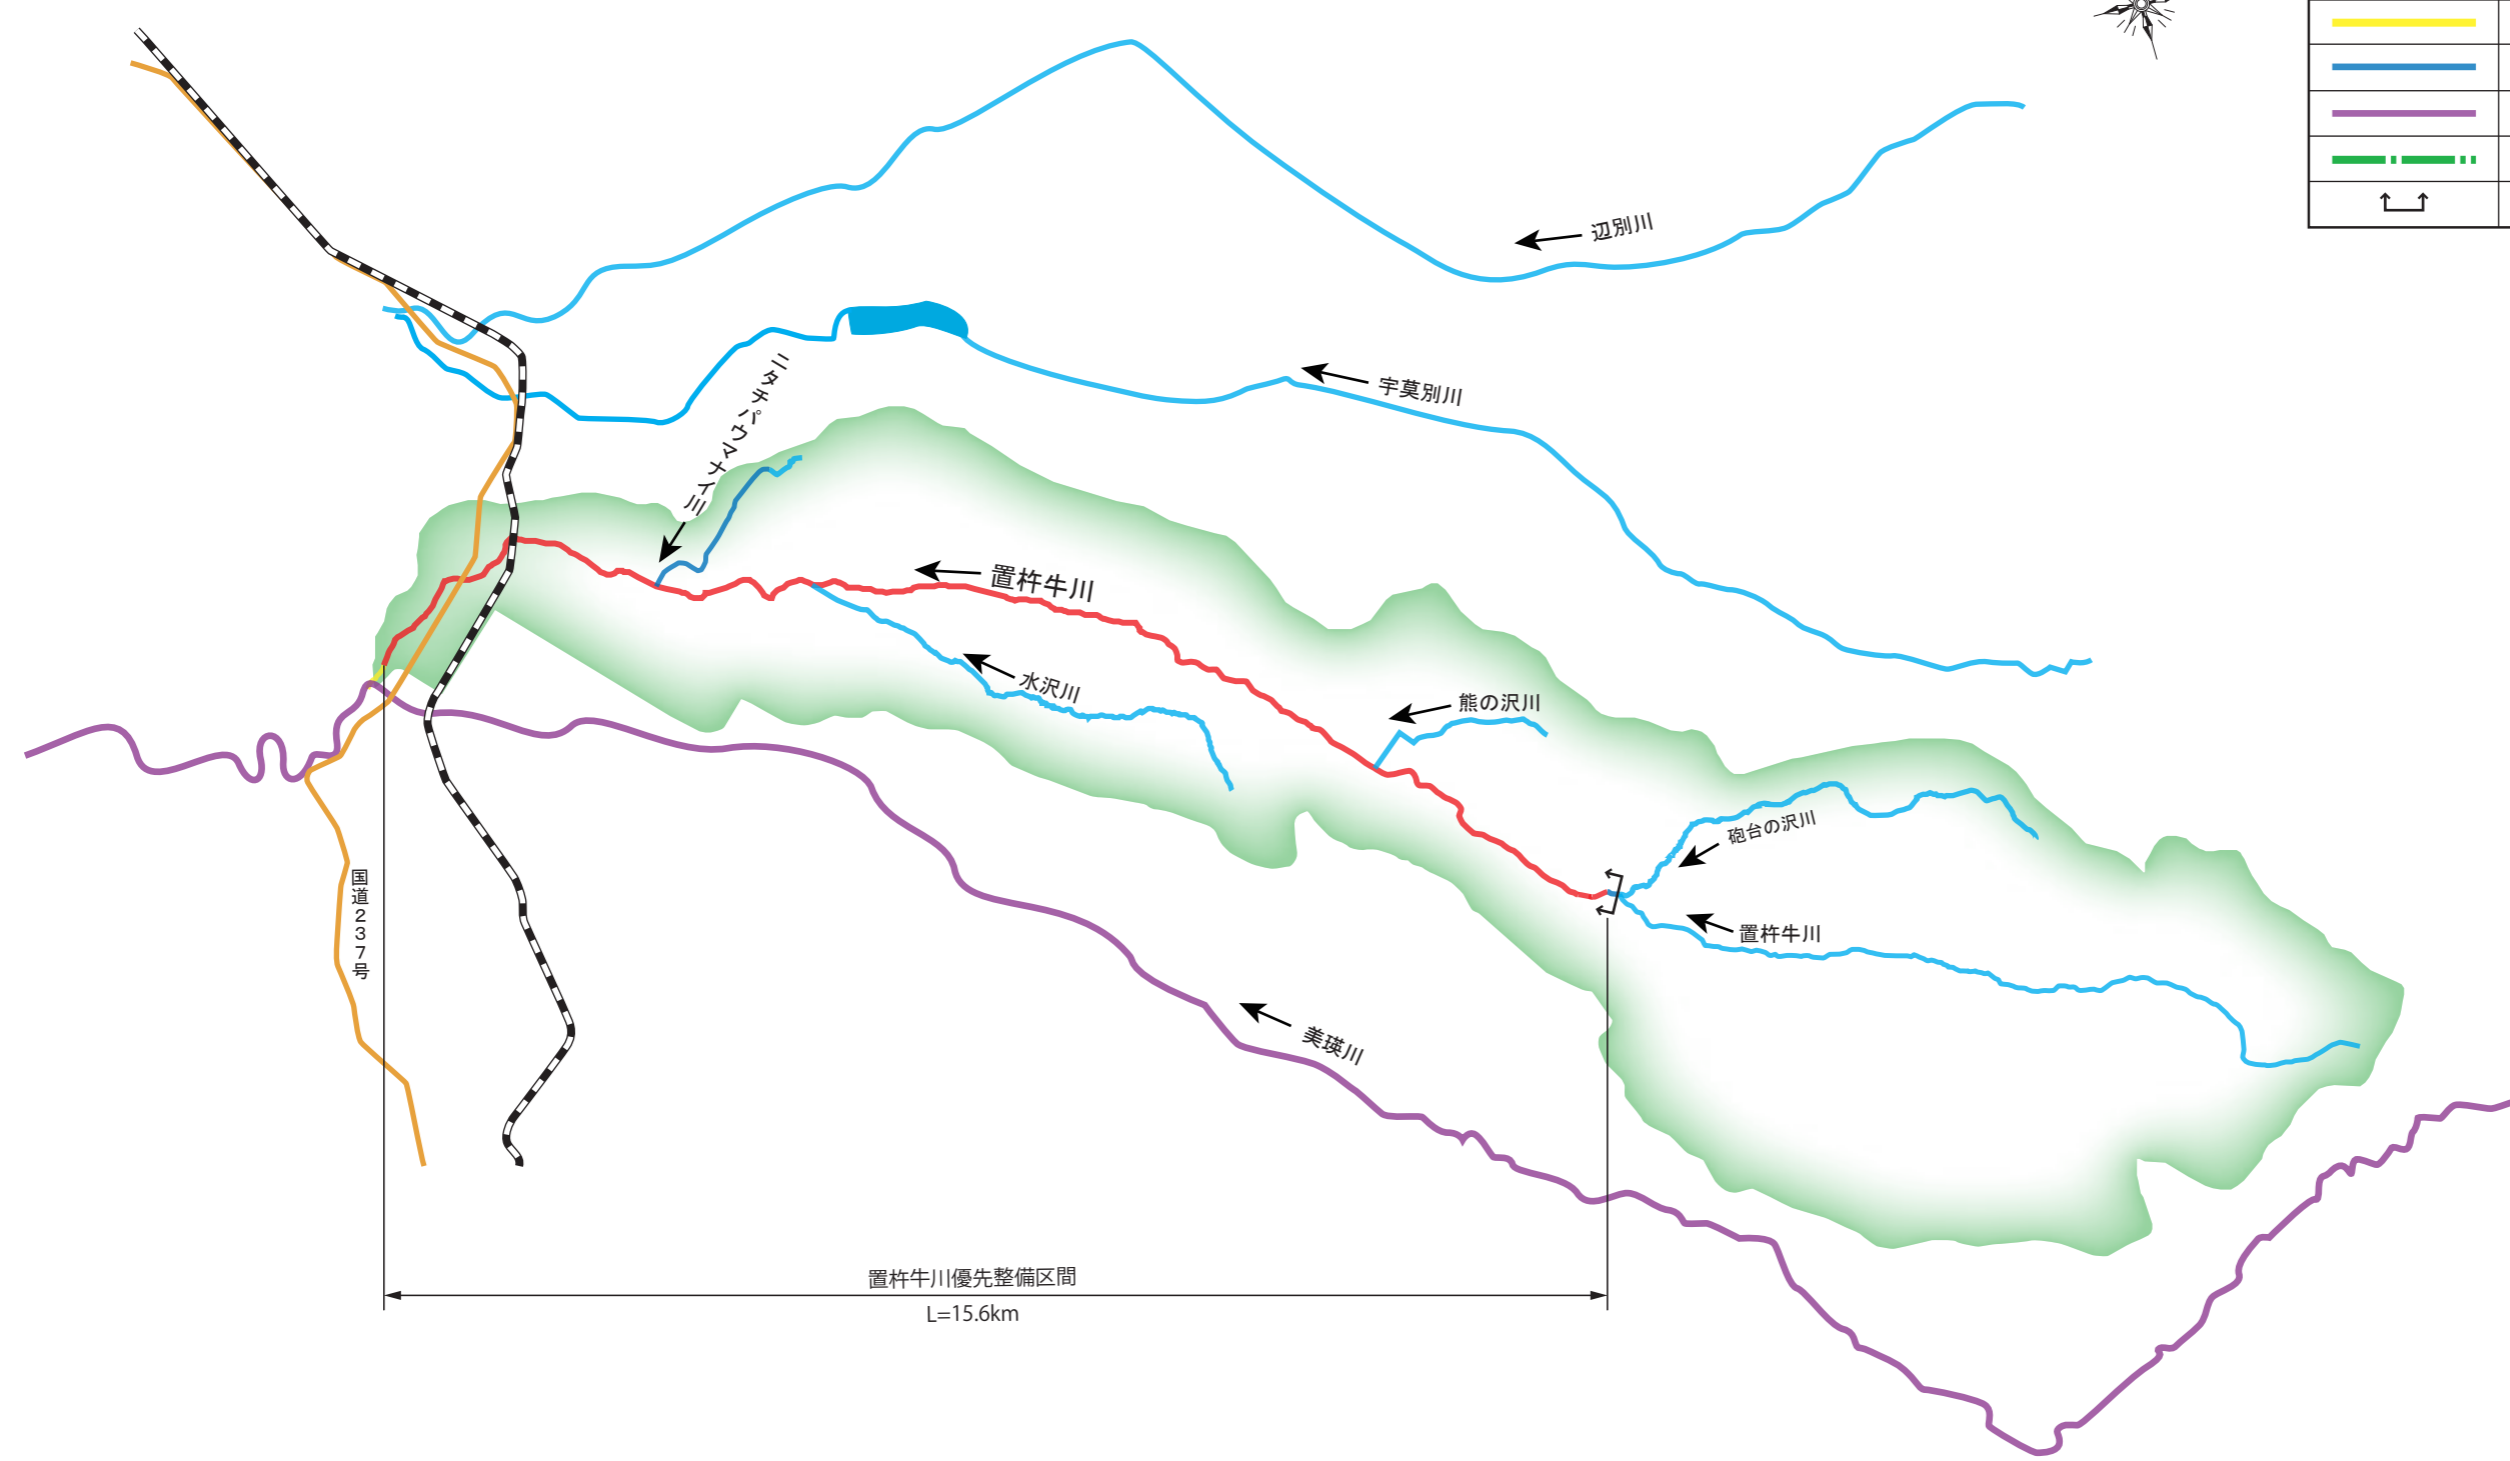 辺別川
宇莫別川
ニタチパウマナイ川
置杵牛川
水沢川
熊の沢川
砲台の沢川
置杵牛川
国道237号
美瑛川
置杵牛川優先整備区間
L=15.6km